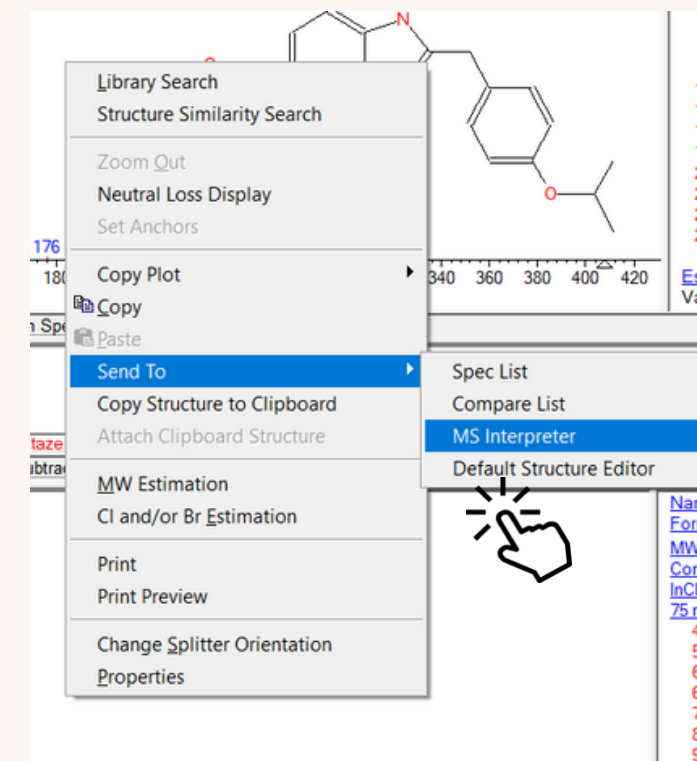 N
O
Library Search
Structure Similarity Search
Zoom Out
Neutral Loss Display
Set Anchors
176
180
340 360 380 400 420
Copy Plot
Copy
Paste
Send To
Spec List
Copy Structure to Clipboard
Compare List
Attach Clipboard Structure
MS Interpreter
Default Structure Editor
MW Estimation
Cl and/or Br Estimation
MW
75
Print
Print Preview
Change Splitter Orientation
Properties